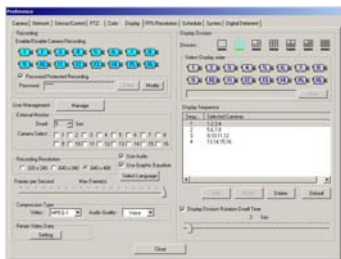 Preference
Camera Network Sensor/Control PTZ Color Display FPS/Resolution Schedule System Digital Detector
Recording
Enable/Disable Camera Recording
Password Protected Recording
Password Modify
User Management Manage
External Monitor
Dwell Sec
Camera Select
Recording Resolution
320 x 240 640 x 240 640 x 480
Use Audio
Use Graphic Equalizer
Select Language
Frames per Second Max Frame(s)
Compression Type
Video MPEG-1 Audio Quality Voice
Retain Video Data
Setting
Display Division
Division
Select Display order
Display Sequence
Selected Cameras
1 1,2,3,4
2 5,6,7,8
3 9,10,11,12
4 13,14,15,16
Delete Default
Display Division Rotation Dwell Time
3 Sec
Close